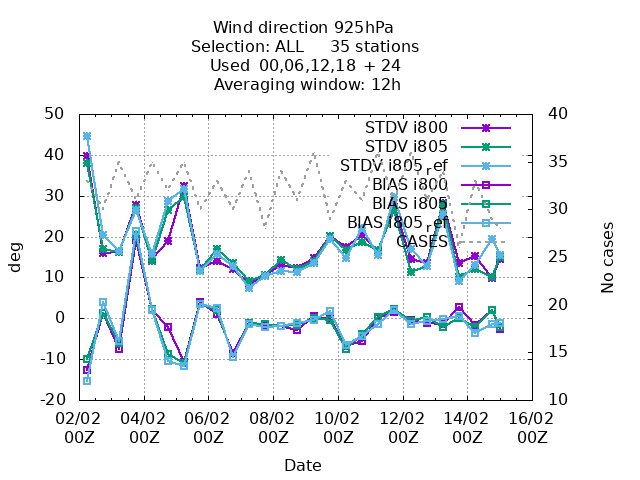 Wind direction 925hPa
Selection: ALL 35 stations
Used 00,06,12,18 + 24
Averaging window: 12h
50
40
30
20
10
0
-10
-20
deg
40
35
30
25
20
15
10
No cases
STDV i800
STDV i805
STDV i805_ref
BIAS i800
BIAS i805
BIAS i805_ref
CASES
02/02 04/02 06/02 08/02 10/02 12/02 14/02 16/02
00Z 00Z 00Z 00Z 00Z 00Z 00Z 00Z
Date